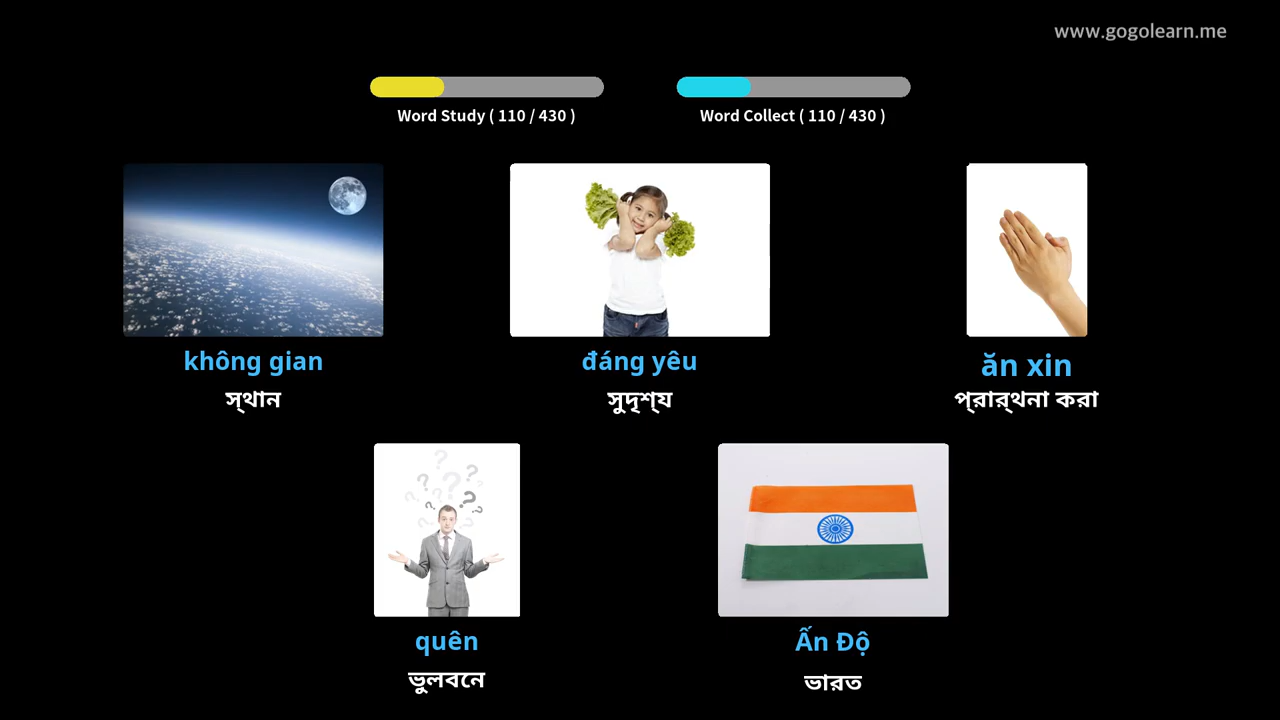 www.gogolearn.me
Word Study ( 110 / 430 )
Word Collect ( 110 / 430 )
không gian
đáng yêu
ăn xin
স্থান
সুদৃশ্য
প্রার্থনা করা
quên
Ấn Độ
ভুলবনে
ভারত